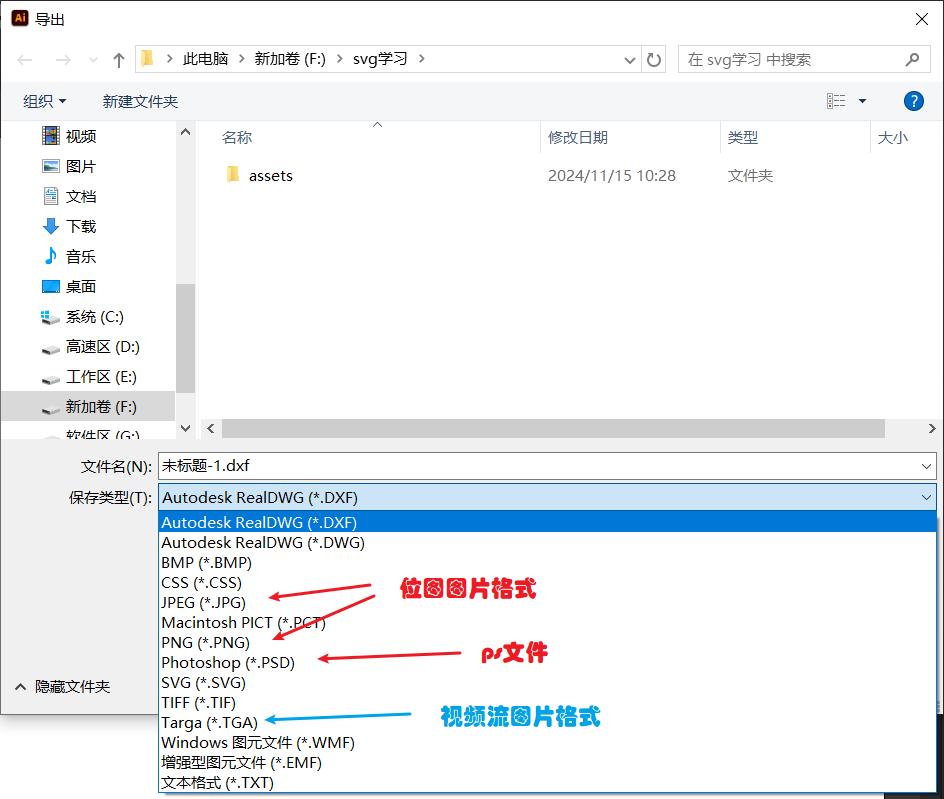 Ai 导出
此电脑 新加卷 (F:) svg学习
在 svg学习 中搜索
组织 新建文件夹
?
视频
图片
文档
下载
音乐
桌面
系统 (C:)
高速区 (D:)
工作区 (E:)
新加卷 (F:)
软件区 (G:)
名称 修改日期 类型 大小
assets 2024/11/15 10:28 文件夹
文件名(N): 未标题-1.dxf
保存类型(T): Autodesk RealDWG (*.DXF)
Autodesk RealDWG (*.DXF)
Autodesk RealDWG (*.DWG)
BMP (*.BMP)
CSS (*.CSS)
JPEG (*.JPG)
位图图片格式
Macintosh PICT (*.PCT)
PNG (*.PNG)
Photoshop (*.PSD)
ps文件
SVG (*.SVG)
TIFF (*.TIF)
Targa (*.TGA)
视频流图片格式
Windows 图元文件 (*.WMF)
增强型图元文件 (*.EMF)
文本格式 (*.TXT)
隐藏文件夹